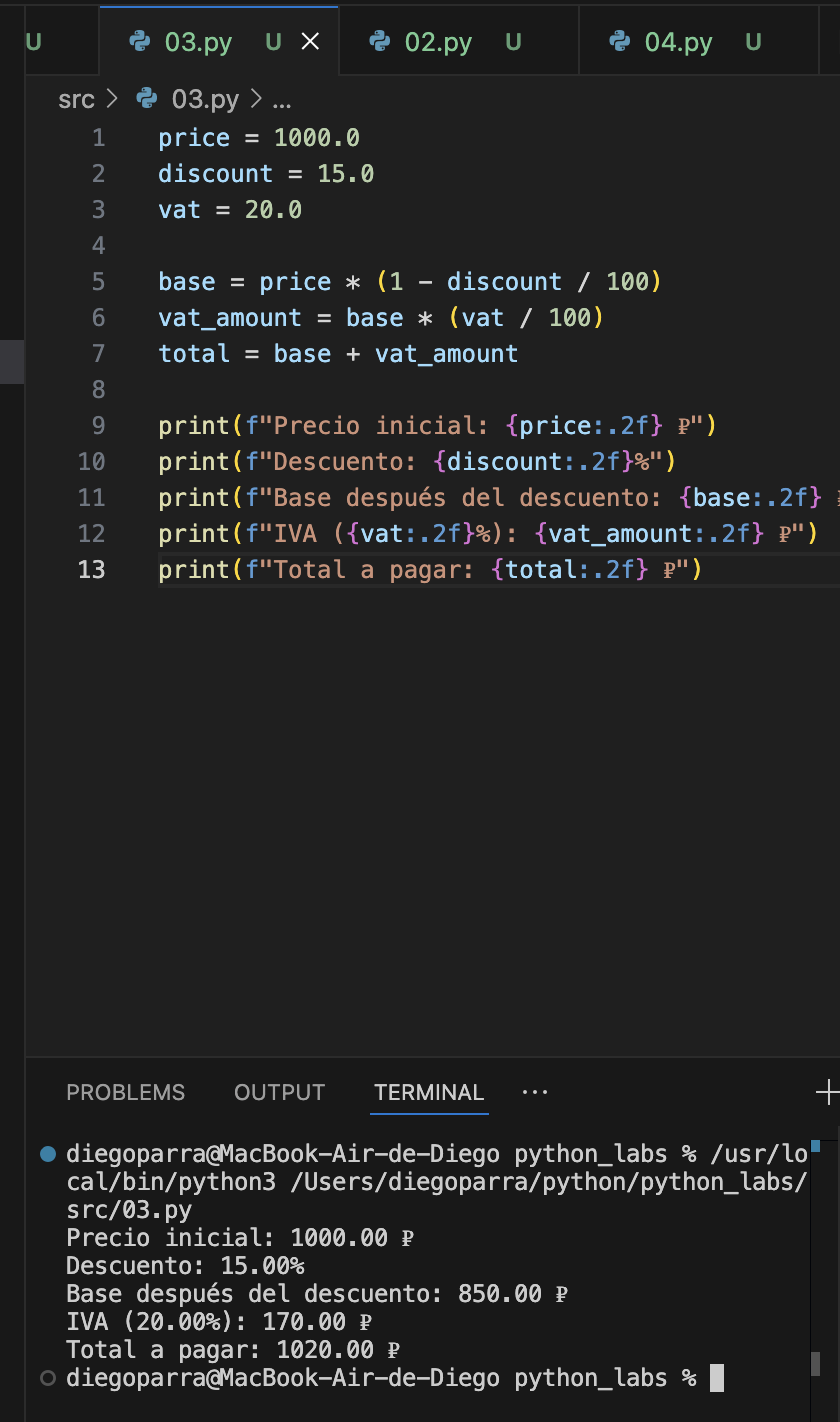 U
03.py U
02.py U
04.py U
src > 03.py > ...
1 price = 1000.0
2 discount = 15.0
3 vat = 20.0
4
5 base = price * (1 - discount / 100)
6 vat_amount = base * (vat / 100)
7 total = base + vat_amount
8
9 print(f"Precio inicial: {price:.2f} ₽")
10 print(f"Descuento: {discount:.2f}%")
11 print(f"Base después del descuento: {base:.2f}
12 print(f"IVA ({vat:.2f}%): {vat_amount:.2f} ₽")
13 print(f"Total a pagar: {total:.2f} ₽")
PROBLEMS OUTPUT TERMINAL ...
diegoparra@MacBook-Air-de-Diego python_labs % /usr/lo
cal/bin/python3 /Users/diegoparra/python/python_labs/
src/03.py
Precio inicial: 1000.00 ₽
Descuento: 15.00%
Base después del descuento: 850.00 ₽
IVA (20.00%): 170.00 ₽
Total a pagar: 1020.00 ₽
diegoparra@MacBook-Air-de-Diego python_labs %